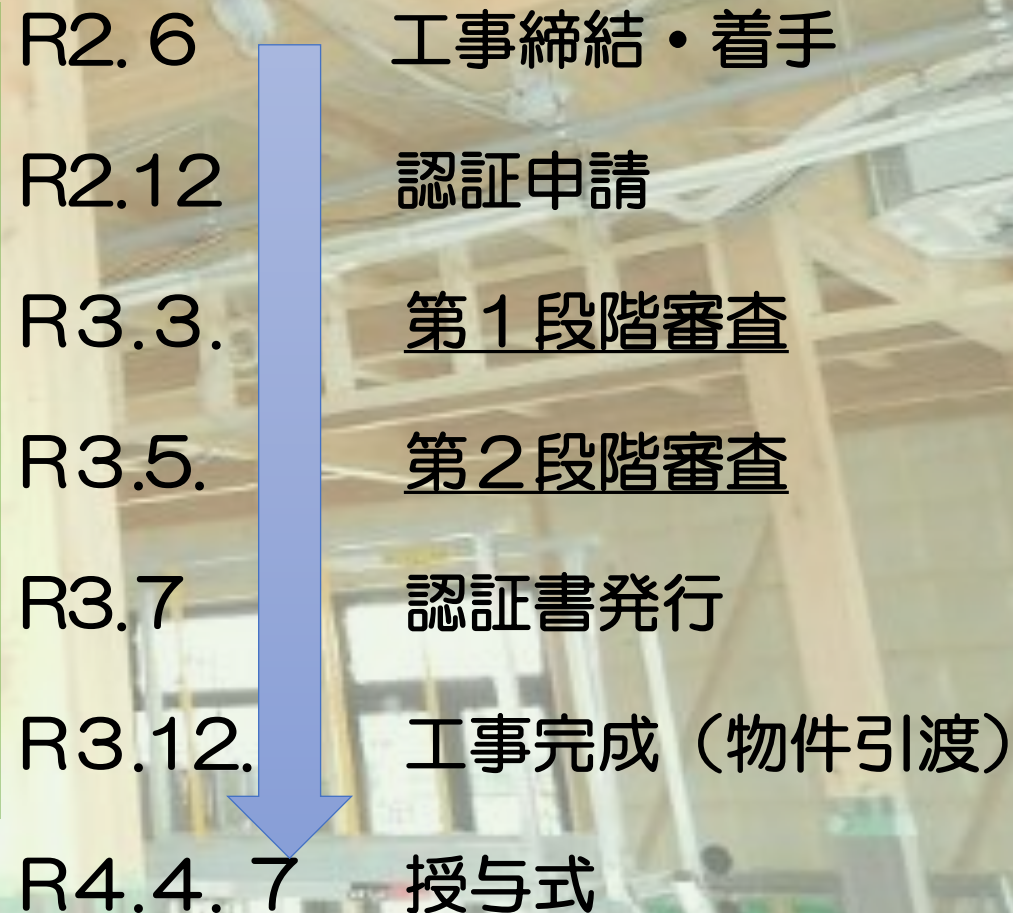 R2.６ 工事締結・着手
R2.12 認証申請
R３.３. 第１段階審査
R３.5. 第２段階審査
R3.７ 認証書発行
R３.12. 工事完成（物件引渡）
R4.4.７ 授与式